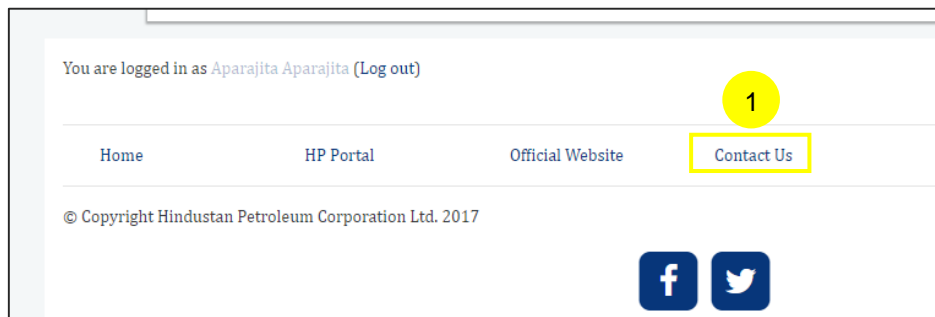 You are logged in as Aparajita Aparajita (Log out)
1
Home HP Portal Official Website Contact Us
© Copyright Hindustan Petroleum Corporation Ltd. 2017